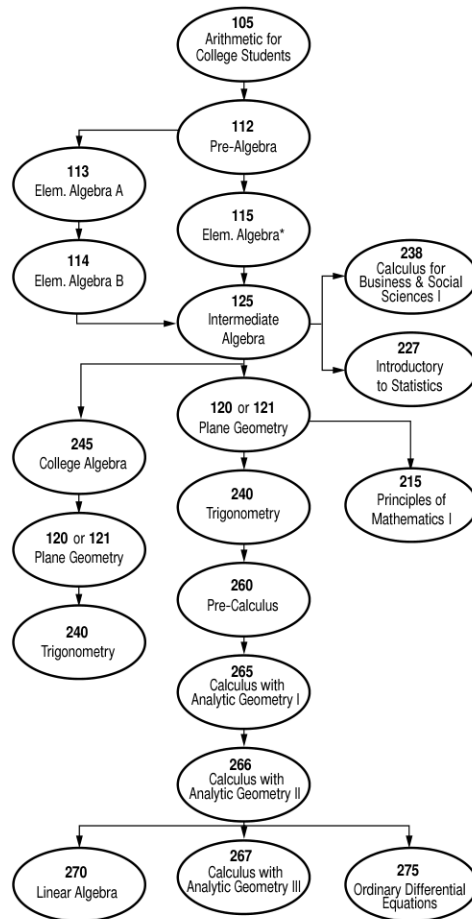 105
Arithmetic for
College Students
112
Pre-Algebra
113
Elem. Algebra A
115
Elem. Algebra*
114
Elem. Algebra B
238
Calculus for
Business & Social
Sciences I
125
Intermediate
Algebra
227
Introductory
to Statistics
120 or 121
Plane Geometry
245
College Algebra
215
Principles of
Mathematics I
240
Trigonometry
120 or 121
Plane Geometry
260
Pre-Calculus
240
Trigonometry
265
Calculus with
Analytic Geometry I
266
Calculus with
Analytic Geometry II
270
Linear Algebra
267
Calculus with
Analytic Geometry III
275
Ordinary Differential
Equations